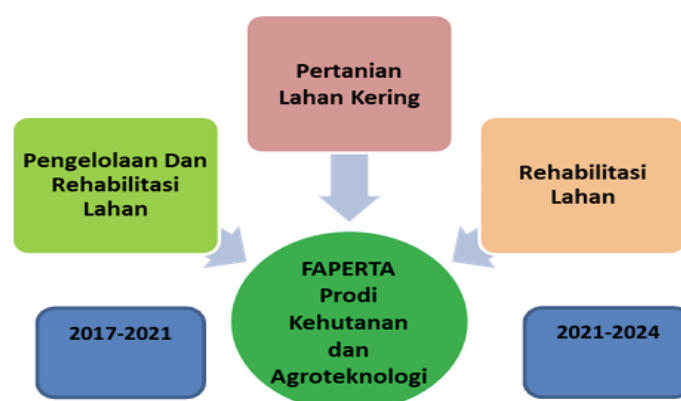 Pertanian
Lahan Kering
Pengelolaan Dan
Rehabilitasi
Lahan
Rehabilitasi
Lahan
FAPERTA
Prodi
Kehutanan
dan
Agroteknologi
2017-2021
2021-2024